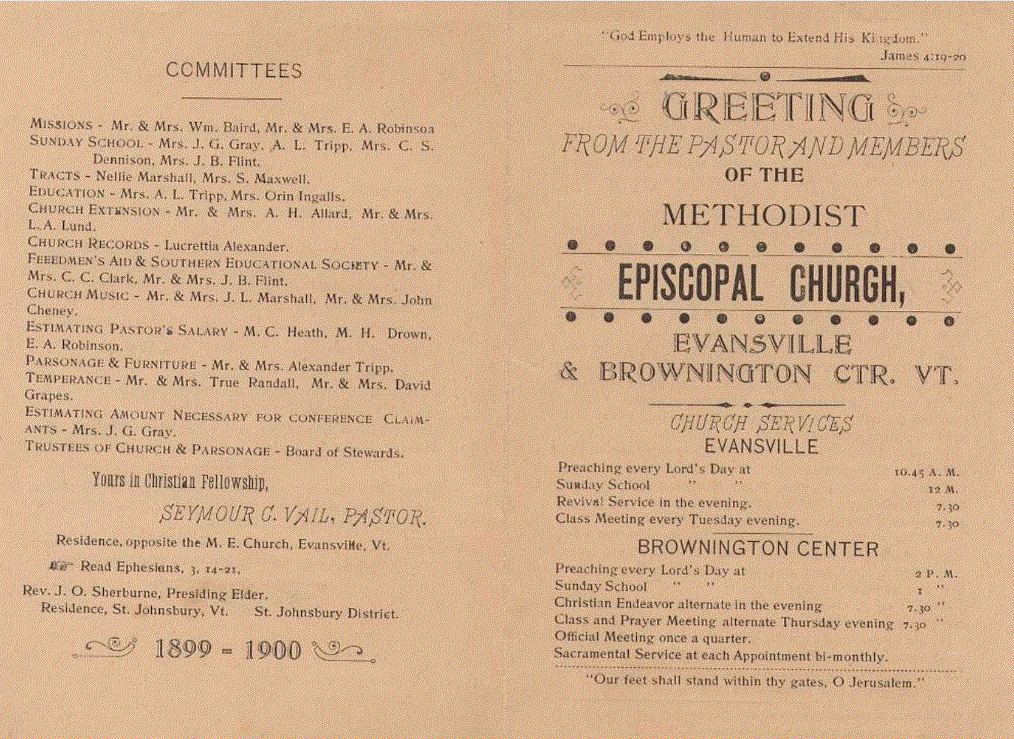 COMMITTEES
MISSIONS - Mr. & Mrs. Wm. Baird, Mr. & Mrs. E. A. Robinson
SUNDAY SCHOOL - Mrs. J. G. Gray, A. L. Tripp, Mrs. C. S.
Dennison, Mrs. J. B. Flint.
TRACTS - Nellie Marshall, Mrs. S. Maxwell.
EDUCATION - Mrs. A. L. Tripp, Mrs. Orin Ingalls.
CHURCH EXTENSION - Mr. & Mrs. A. H. Allard, Mr. & Mrs.
L. A. Lund.
CHURCH RECORDS - Lucrettia Alexander.
FEEEDMEN'S AID & SOUTHERN EDUCATIONAL SOCIETY - Mr. &
Mrs. C. C. Clark, Mr. & Mrs. J. B. Flint.
CHURCH MUSIC - Mr. & Mrs. J. L. Marshall, Mr. & Mrs. John
Cheney.
ESTIMATING PASTOR'S SALARY - M. C. Heath, M. H. Drown,
E. A. Robinson.
PARSONAGE & FURNITURE - Mr. & Mrs. Alexander Tripp.
TEMPERANCE - Mr. & Mrs. True Randall, Mr. & Mrs. David
Grapes.
ESTIMATING AMOUNT NECESSARY FOR CONFERENCE CLAIM-
ANTS - Mrs. J. G. Gray.
TRUSTEES OF CHURCH & PARSONAGE - Board of Stewards.
Yours in Christian Fellowship,
SEYMOUR C. VAIL, PASTOR.
Residence, opposite the M. E. Church, Evansville, Vt.
Read Ephesians, 3, 14-21.
Rev. J. O. Sherburne, Presiding Elder.
Residence, St. Johnsbury, Vt. St. Johnsbury District.
1899 = 1900
"God Employs the Human to Extend His Kingdom."
James 4:19-20
GREETING
FROM THE PASTOR AND MEMBERS
OF THE
METHODIST
EPISCOPAL CHURGH,
EVANSVILLE
& BROWNINGTON CTR. VT.
CHURCH SERVICES
EVANSVILLE
Preaching every Lord's Day at 10.45 A. M.
Sunday School " " 12 M.
Revival Service in the evening. 7.30
Class Meeting every Tuesday evening. 7.30
BROWNINGTON CENTER
Preaching every Lord's Day at 2 P. M.
Sunday School " " 1 "
Christian Endeavor alternate in the evening 7.30 "
Class and Prayer Meeting alternate Thursday evening 7.30 "
Official Meeting once a quarter.
Sacramental Service at each Appointment bi-monthly.
"Our feet shall stand within thy gates, O Jerusalem."